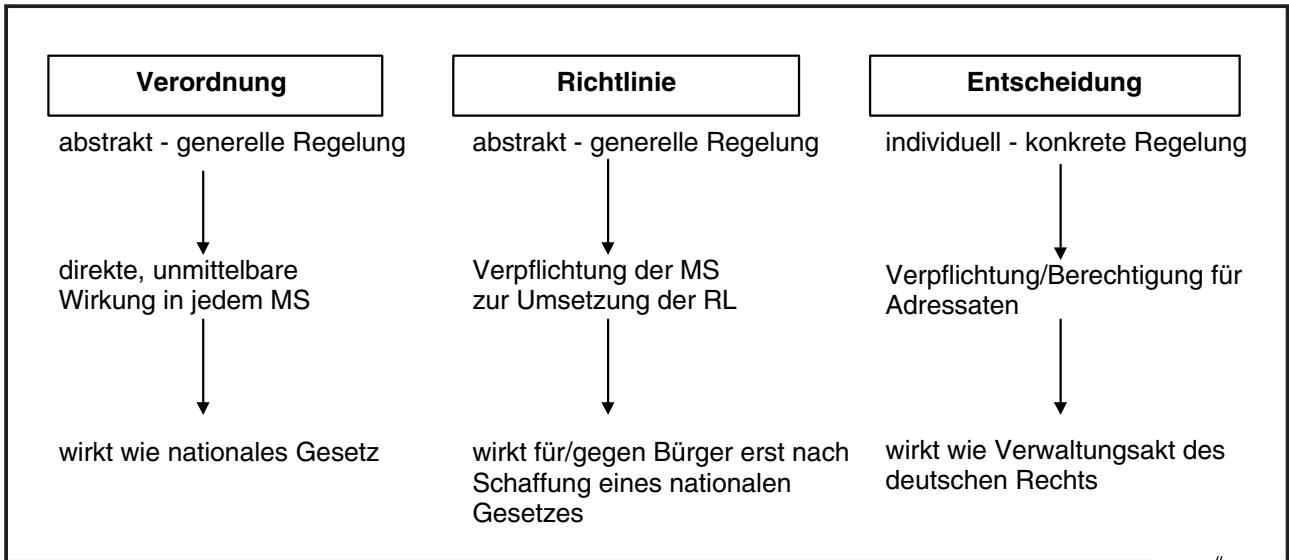 Verordnung
abstrakt - generelle Regelung
direkte, unmittelbare
Wirkung in jedem MS
wirkt wie nationales Gesetz
Richtlinie
abstrakt - generelle Regelung
Verpflichtung der MS
zur Umsetzung der RL
wirkt für/gegen Bürger erst nach
Schaffung eines nationalen
Gesetzes
Entscheidung
individuell - konkrete Regelung
Verpflichtung/Berechtigung für
Adressaten
wirkt wie Verwaltungsakt des
deutschen Rechts